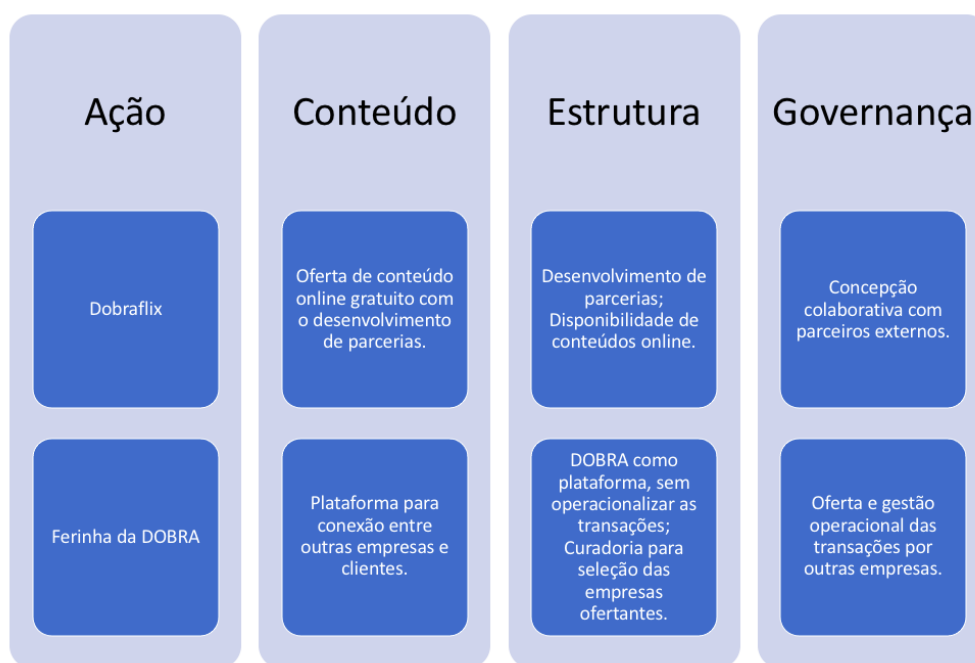 Ação
Conteúdo
Estrutura
Governança
Dobraflix
Oferta de conteúdo
online gratuito com
o desenvolvimento
de parcerias.
Desenvolvimento de
parcerias;
Disponibilidade de
conteúdos online.
Concepção
colaborativa com
parceiros externos.
Ferinha da DOBRA
Plataforma para
conexão entre
outras empresas e
clientes.
DOBRA como
plataforma, sem
operacionalizar as
transações;
Curadoria para
seleção das
empresas
ofertantes.
Oferta e gestão
operacional das
transações por
outras empresas.